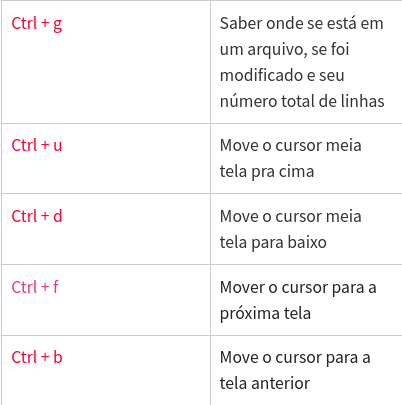 Ctrl + g
Saber onde se está em
um arquivo, se foi
modificado e seu
número total de linhas
Ctrl + u
Move o cursor meia
tela pra cima
Ctrl + d
Move o cursor meia
tela para baixo
Ctrl + f
Mover o cursor para a
próxima tela
Ctrl + b
Move o cursor para a
tela anterior